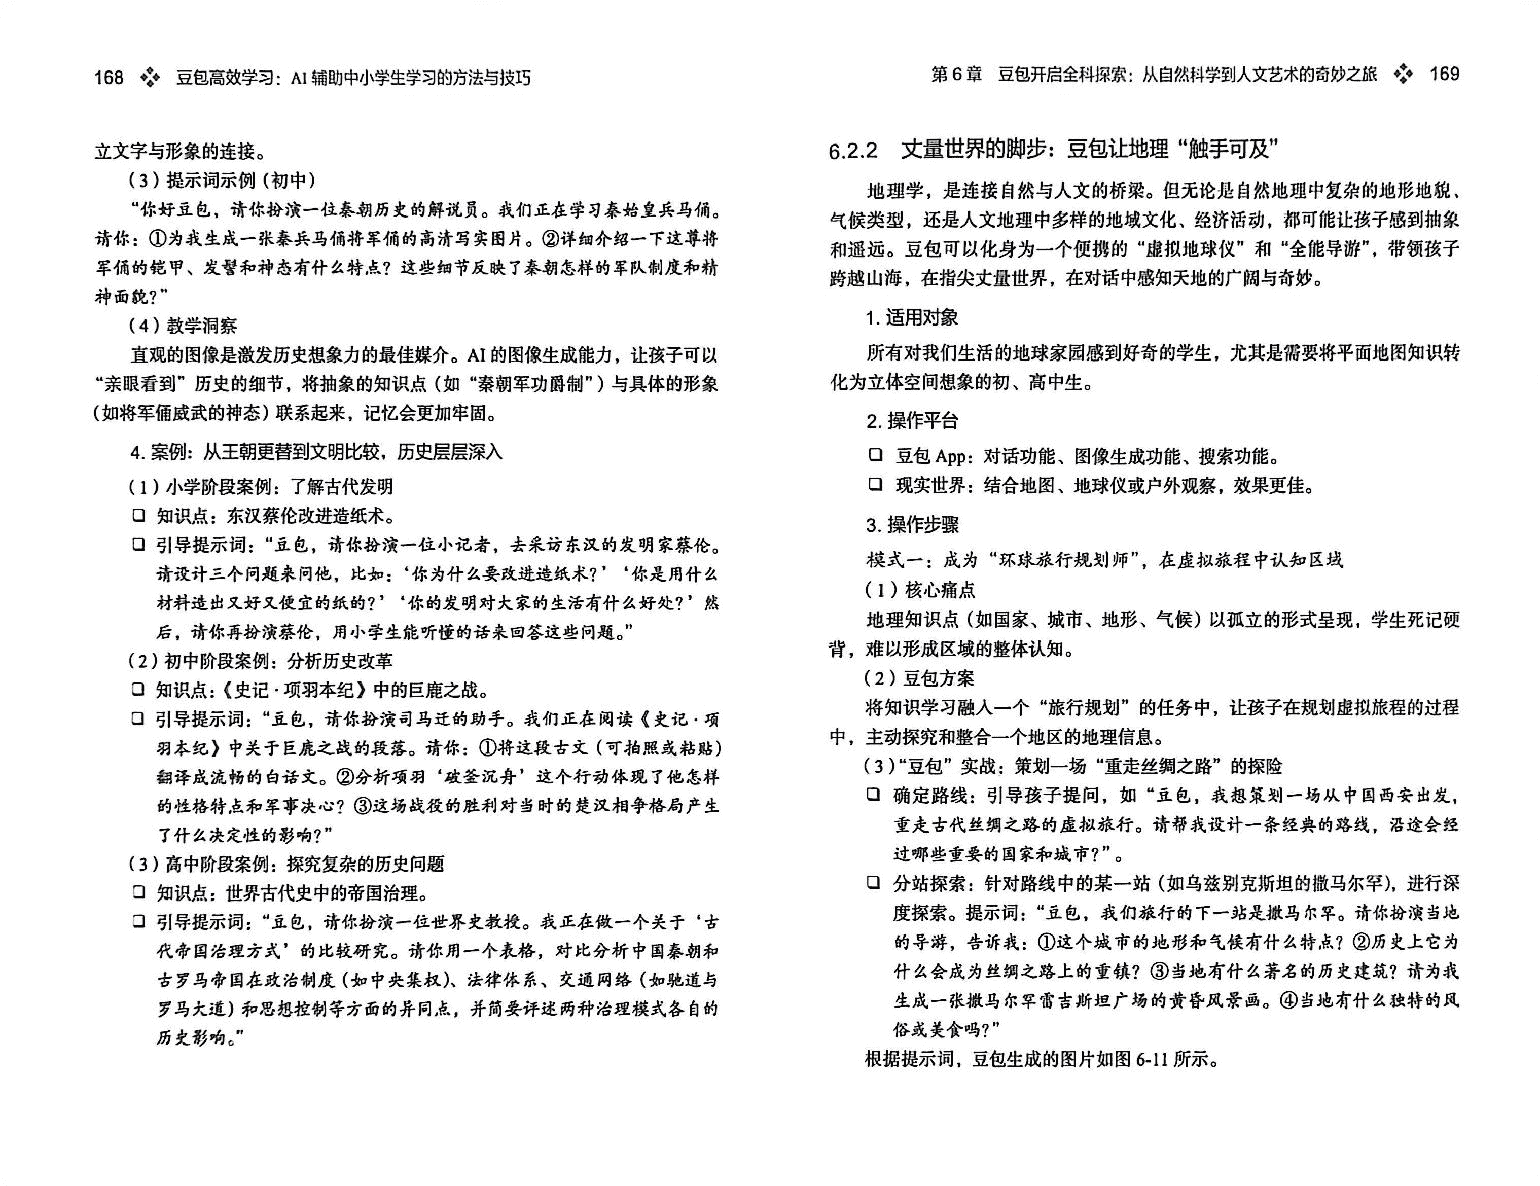 168 豆包高效学习：AI 辅助中小学生学习的方法与技巧
立文字与形象的连接。
（3）提示词示例（初中）
“你好豆包，请你扮演一位秦朝历史的解说员。我们正在学习秦始皇兵马俑。
请你：①为我生成一张秦兵马俑将军俑的高清写实图片。②详细介绍一下这尊将
军俑的铠甲、发髻和神态有什么特点？这些细节反映了秦朝怎样的军队制度和精
神面貌？”
（4）教学洞察
直观的图像是激发历史想象力的最佳媒介。AI 的图像生成能力，让孩子可以
“亲眼看到”历史的细节，将抽象的知识点（如“秦朝军功爵制”）与具体的形象
（如将军俑威武的神态）联系起来，记忆会更加牢固。
4. 案例：从王朝更替到文明比较，历史层层深入
（1）小学阶段案例：了解古代发明
❑ 知识点：东汉蔡伦改进造纸术。
❑ 引导提示词：“豆包，请你扮演一位小记者，去采访东汉的发明家蔡伦。
请设计三个问题来问他，比如：‘你为什么要改进造纸术？’‘你是用什么
材料造出又好又便宜的纸的？’‘你的发明对大家的生活有什么好处？’然
后，请你再扮演蔡伦，用小学生能听懂的话来回答这些问题。”
（2）初中阶段案例：分析历史改革
❑ 知识点：《史记·项羽本纪》中的巨鹿之战。
❑ 引导提示词：“豆包，请你扮演司马迁的助手。我们正在阅读《史记·项
羽本纪》中关于巨鹿之战的段落。请你：①将这段古文（可拍照或粘贴）
翻译成流畅的白话文。②分析项羽‘破釜沉舟’这个行动体现了他怎样
的性格特点和军事决心？③这场战役的胜利对当时的楚汉相争格局产生
了什么决定性的影响？”
（3）高中阶段案例：探究复杂的历史问题
❑ 知识点：世界古代史中的帝国治理。
❑ 引导提示词：“豆包，请你扮演一位世界史教授。我正在做一个关于‘古
代帝国治理方式’的比较研究。请你用一个表格，对比分析中国秦朝和
古罗马帝国在政治制度（如中央集权）、法律体系、交通网络（如驰道与
罗马大道）和思想控制等方面的异同点，并简要评述两种治理模式各自的
历史影响。”
第 6 章 豆包开启全科探索：从自然科学到人文艺术的奇妙之旅 169
6.2.2 丈量世界的脚步：豆包让地理“触手可及”
地理学，是连接自然与人文的桥梁。但无论是自然地理中复杂的地形地貌、
气候类型，还是人文地理中多样的地域文化、经济活动，都可能让孩子感到抽象
和遥远。豆包可以化身为一个便携的“虚拟地球仪”和“全能导游”，带领孩子
跨越山海，在指尖丈量世界，在对话中感知天地的广阔与奇妙。
1. 适用对象
所有对我们生活的地球家园感到好奇的学生，尤其是需要将平面地图知识转
化为立体空间想象的初、高中生。
2. 操作平台
❑ 豆包 App：对话功能、图像生成功能、搜索功能。
❑ 现实世界：结合地图、地球仪或户外观察，效果更佳。
3. 操作步骤
模式一：成为“环球旅行规划师”，在虚拟旅程中认知区域
（1）核心痛点
地理知识点（如国家、城市、地形、气候）以孤立的形式呈现，学生死记硬
背，难以形成区域的整体认知。
（2）豆包方案
将知识学习融入一个“旅行规划”的任务中，让孩子在规划虚拟旅程的过程
中，主动探究和整合一个地区的地理信息。
（3）“豆包”实战：策划一场“重走丝绸之路”的探险
❑ 确定路线：引导孩子提问，如“豆包，我想策划一场从中国西安出发，
重走古代丝绸之路的虚拟旅行。请帮我设计一条经典的路线，沿途会经
过哪些重要的国家和城市？”。
❑ 分站探索：针对路线中的某一站（如乌兹别克斯坦的撒马尔罕），进行深
度探索。提示词：“豆包，我们旅行的下一站是撒马尔罕。请你扮演当地
的导游，告诉我：①这个城市的地形和气候有什么特点？②历史上它为
什么会成为丝绸之路上的重镇？③当地有什么著名的历史建筑？请为我
生成一张撒马尔罕雷吉斯坦广场的黄昏风景画。④当地有什么独特的风
俗或美食吗？”
根据提示词，豆包生成的图片如图 6-11 所示。